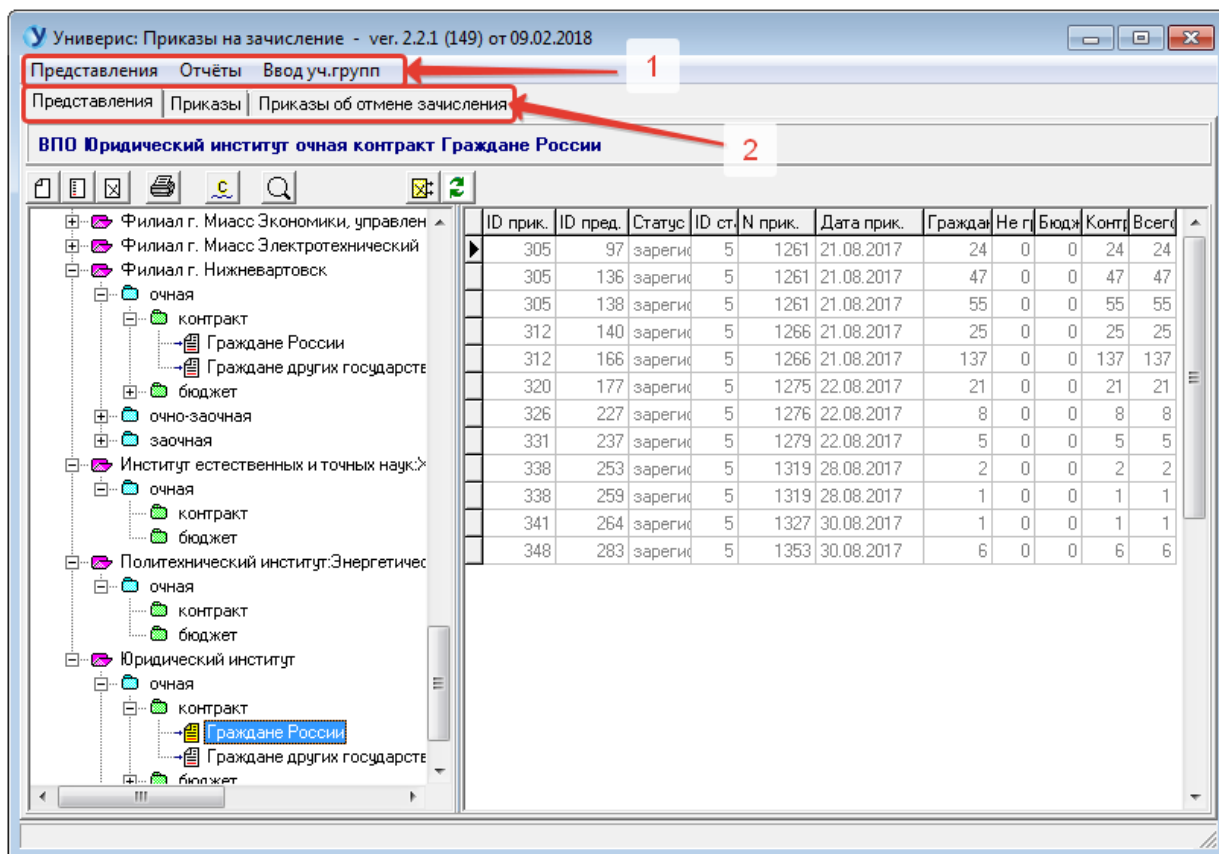 Универис: Приказы на зачисление - ver. 2.2.1 (149) от 09.02.2018
Представления Отчёты Ввод уч.групп
1
Представления Приказы Приказы об отмене зачисления
2
ВПО Юридический институт очная контракт Граждане России
C
Филиал г. Миасс Экономики, управлен
Филиал г. Миасс Электротехнический
Филиал г. Нижневартовск
очная
контракт
Граждане России
Граждане других государств
бюджет
очно-заочная
заочная
Институт естественных и точных наук:Х
очная
контракт
бюджет
Политехнический институт:Энергетичес
очная
контракт
бюджет
Юридический институт
очная
контракт
Граждане России
Граждане других государств
бюджет
ID прик. ID пред. Статус ID ст. N прик. Дата прик. Граждан Не гр Бюдж Контр Всего
305 97 зарегис 5 1261 21.08.2017 24 0 0 24 24
305 136 зарегис 5 1261 21.08.2017 47 0 0 47 47
305 138 зарегис 5 1261 21.08.2017 55 0 0 55 55
312 140 зарегис 5 1266 21.08.2017 25 0 0 25 25
312 166 зарегис 5 1266 21.08.2017 137 0 0 137 137
320 177 зарегис 5 1275 22.08.2017 21 0 0 21 21
326 227 зарегис 5 1276 22.08.2017 8 0 0 8 8
331 237 зарегис 5 1279 22.08.2017 5 0 0 5 5
338 253 зарегис 5 1319 28.08.2017 2 0 0 2 2
338 259 зарегис 5 1319 28.08.2017 1 0 0 1 1
341 264 зарегис 5 1327 30.08.2017 1 0 0 1 1
348 283 зарегис 5 1353 30.08.2017 6 0 0 6 6